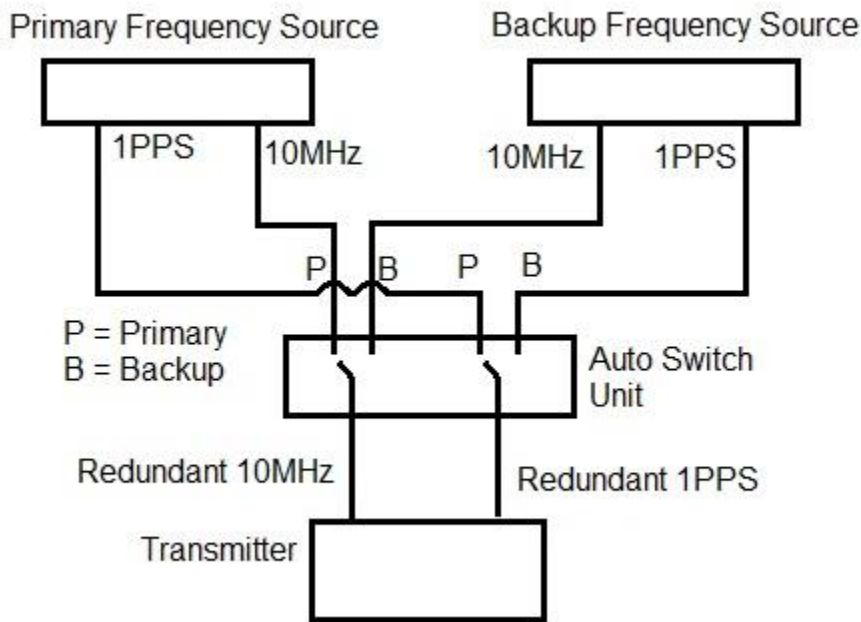 Primary Frequency Source
Backup Frequency Source
1PPS
10MHz
10MHz
1PPS
P
B
P
B
P = Primary
B = Backup
Auto Switch
Unit
Redundant 10MHz
Redundant 1PPS
Transmitter